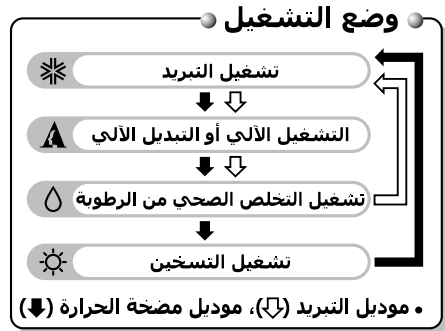 وضع التشغيل
تشغيل التبريد
التشغيل الآلي أو التبديل الآلي
تشغيل التخلص الصحي من الرطوبة
تشغيل التسخين
• موديل التبريد (⇩)، موديل مضخة الحرارة (⬇)